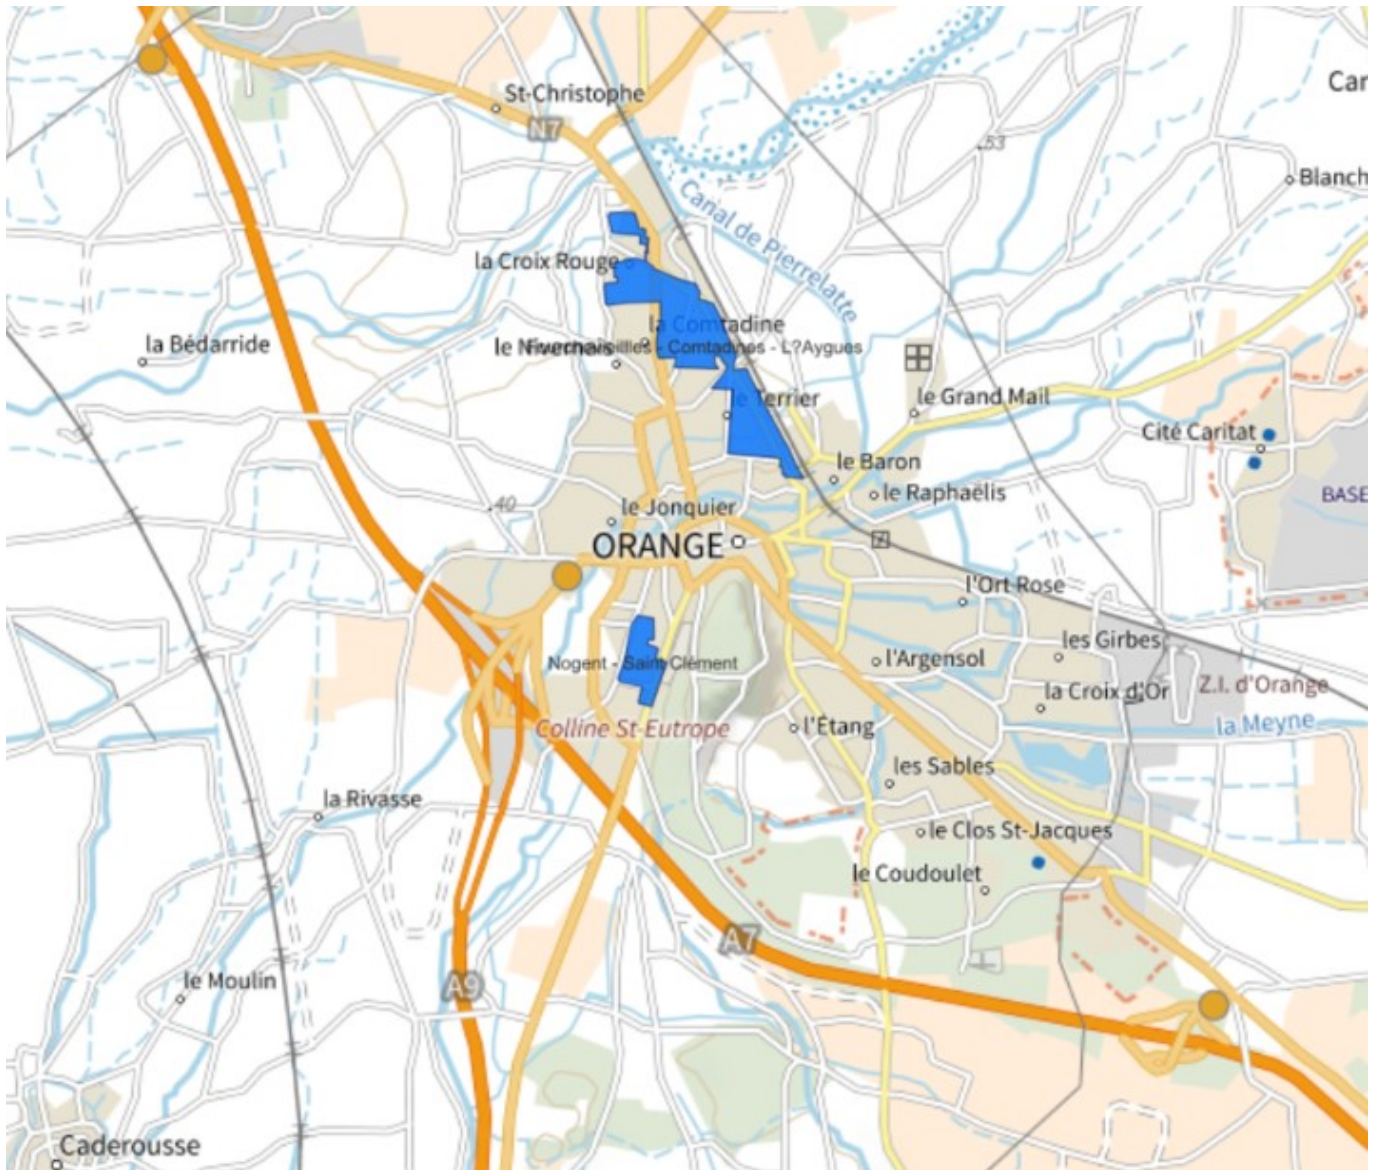 Car
St-Christophe
N7
53
Blanch
Canal de Pierrelatte
la Croix Rouge
la Comtadine
la Bédarride
le Nivernais
- Comtadines - L?Aygues
le Terrier
le Grand Mail
Cité Caritat
le Baron
le Raphaëlis
BASE
40
le Jonquier
ORANGE
l'Ort Rose
les Girbes
Nogent - Saint Clément
l'Argensol
la Croix d'Or
Z.I. d'Orange
la Meyne
Colline St-Eutrope
l'Étang
les Sables
la Rivasse
le Clos St-Jacques
le Coudoulet
A7
A9
le Moulin
Caderousse